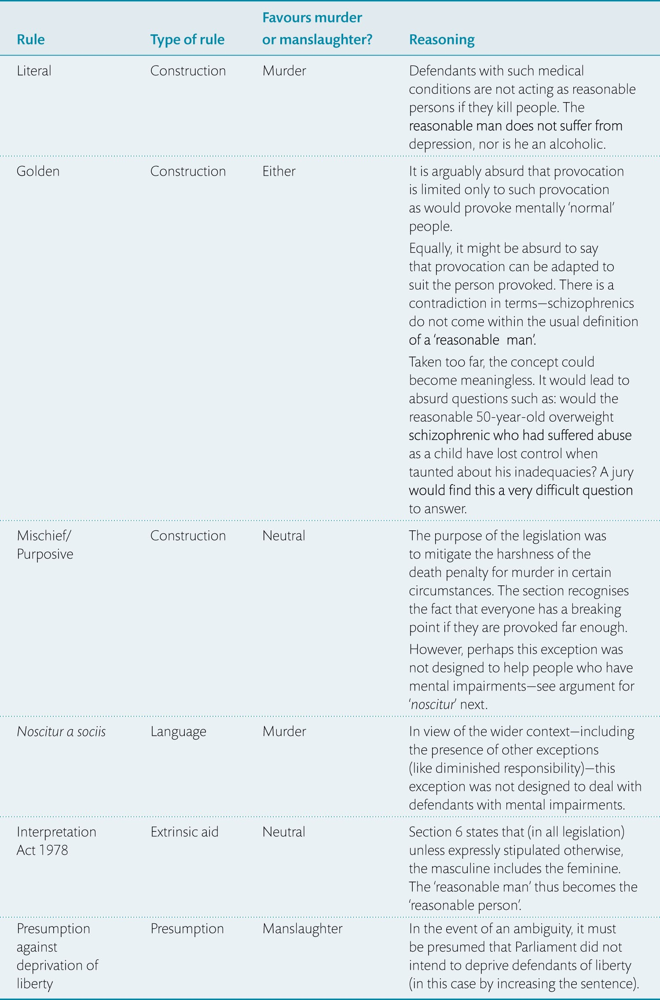 Rule Type of rule Favours murder or manslaughter? Reasoning
Literal Construction Murder Defendants with such medical
conditions are not acting as reasonable
persons if they kill people. The
reasonable man does not suffer from
depression, nor is he an alcoholic.
Golden Construction Either It is arguably absurd that provocation
is limited only to such provocation
as would provoke mentally ‘normal’
people.
Equally, it might be absurd to say
that provocation can be adapted to
suit the person provoked. There is a
contradiction in terms—schizophrenics
do not come within the usual definition
of a ‘reasonable man’.
Taken too far, the concept could
become meaningless. It would lead to
absurd questions such as: would the
reasonable 50-year-old overweight
schizophrenic who had suffered abuse
as a child have lost control when
taunted about his inadequacies? A jury
would find this a very difficult question
to answer.
Mischief/ Construction Neutral The purpose of the legislation was
Purposive to mitigate the harshness of the
death penalty for murder in certain
circumstances. The section recognises
the fact that everyone has a breaking
point if they are provoked far enough.
However, perhaps this exception was
not designed to help people who have
mental impairments—see argument for
‘noscitur’ next.
Noscitur a sociis Language Murder In view of the wider context—including
the presence of other exceptions
(like diminished responsibility)—this
exception was not designed to deal with
defendants with mental impairments.
Interpretation Extrinsic aid Neutral Section 6 states that (in all legislation)
Act 1978 unless expressly stipulated otherwise,
the masculine includes the feminine.
The ‘reasonable man’ thus becomes the
‘reasonable person’.
Presumption Presumption Manslaughter In the event of an ambiguity, it must
against be presumed that Parliament did not
deprivation of intend to deprive defendants of liberty
liberty (in this case by increasing the sentence).